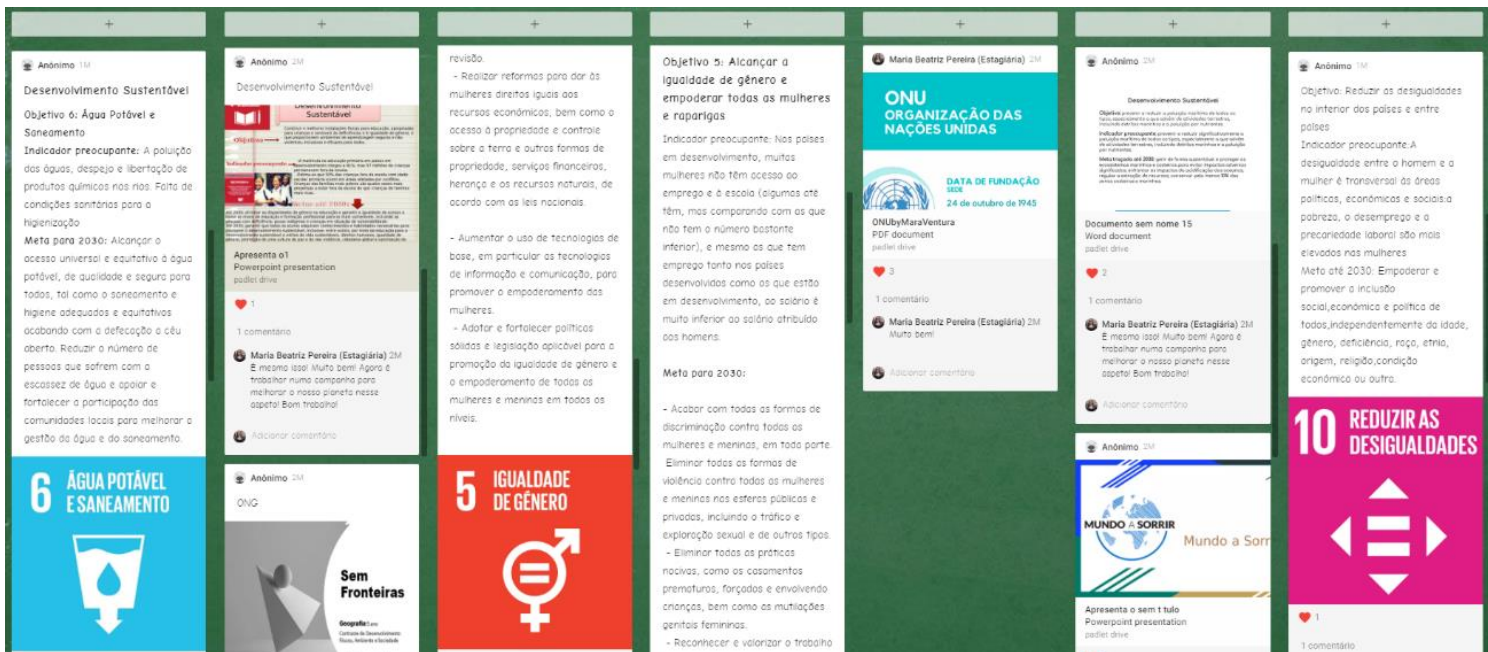 +
Anónimo 1M
Desenvolvimento Sustentável
Objetivo 6: Água Potável e
Saneamento
Indicador preocupante: A poluição
das águas, despejo e libertação de
produtos químicos nos rios. Falta de
condições sanitárias para a
higienização
Meta para 2030: Alcançar o
acesso universal e equitativo à água
potável, de qualidade e segura para
todos, tal como o saneamento e
higiene adequados e equitativos
acabando com a defecação a céu
aberto. Reduzir o número de
pessoas que sofrem com a
escassez de água e apoiar e
fortalecer a participação das
comunidades locais para melhorar a
gestão da água e do saneamento.
6 ÁGUA POTÁVEL
E SANEAMENTO
+
Anónimo 2M
Desenvolvimento Sustentável
Desenvolvimento
Sustentável
Objetivos
Apresenta o1
Powerpoint presentation
padlet drive
1
1 comentário
Maria Beatriz Pereira (Estagiária) 2M
É mesmo isso! Muito bem! Agora é
trabalhar numa campanha para
melhorar o nosso planeta nesse
aspeto! Bom trabalho!
Adicionar comentário
Anónimo 2M
ONG
Sem
Fronteiras
Geografia
Contraste de Desenvolvimento
Riscos, Ambiente e Sociedade
+
revisão.
- Realizar reformas para dar às
mulheres direitos iguais aos
recursos económicos, bem como o
acesso à propriedade e controle
sobre a terra e outras formas de
propriedade, serviços financeiros,
herança e os recursos naturais, de
acordo com as leis nacionais.
- Aumentar o uso de tecnologias de
base, em particular as tecnologias
de informação e comunicação, para
promover o empoderamento das
mulheres.
- Adotar e fortalecer políticas
sólidas e legislação aplicável para a
promoção da igualdade de género e
o empoderamento de todas as
mulheres e meninas em todos os
níveis.
5 IGUALDADE
DE GÉNERO
+
Objetivo 5: Alcançar a
igualdade de género e
empoderar todas as mulheres
e raparigas
Indicador preocupante: Nos países
em desenvolvimento, muitas
mulheres não têm acesso ao
emprego e à escola (algumas até
têm, mas comparando com as que
não tem o número bastante
inferior), e mesmo as que tem
emprego tanto nos países
desenvolvidos como os que estão
em desenvolvimento, ao salário é
muito inferior ao salário atribuído
aos homens.
Meta para 2030:
- Acabar com todas as formas de
discriminação contra todas as
mulheres e meninas, em toda parte.
Eliminar todas as formas de
violência contra todas as mulheres
e meninas nas esferas públicas e
privadas, incluindo o tráfico e
exploração sexual e de outros tipos.
- Eliminar todas as práticas
nocivas, como os casamentos
prematuros, forçados e envolvendo
crianças, bem como as mutilações
genitais femininas.
- Reconhecer e valorizar o trabalho
+
Maria Beatriz Pereira (Estagiária) 2M
ONU
ORGANIZAÇÃO DAS
NAÇÕES UNIDAS
DATA DE FUNDAÇÃO
SEDE
24 de outubro de 1945
ONUbyMaraVentura
PDF document
padlet drive
3
1 comentário
Maria Beatriz Pereira (Estagiária) 2M
Muito bem!
Adicionar comentário
+
Anónimo 2M
Desenvolvimento Sustentável
Documento sem nome 15
Word document
padlet drive
2
1 comentário
Maria Beatriz Pereira (Estagiária) 2M
É mesmo isso! Muito bem! Agora é
trabalhar numa campanha para
melhorar o nosso planeta nesse
aspeto! Bom trabalho!
Adicionar comentário
Anónimo 2M
MUNDO A SORRIR
Mundo a Sorr
Apresenta o sem t tulo
Powerpoint presentation
padlet drive
+
Anónimo 1M
Objetivo: Reduzir as desigualdades
no interior dos países e entre
países
Indicador preocupante:A
desigualdade entre o homem e a
mulher é transversal às áreas
políticas, económicas e sociais:a
pobreza, o desemprego e a
precariedade laboral são mais
elevados nas mulheres
Meta até 2030: Empoderar e
promover a inclusão
social,económica e política de
todos,independentemente da idade,
género, deficiência, raça, etnia,
origem, religião,condição
económica ou outra.
10 REDUZIR AS
DESIGUALDADES
1
1 comentário